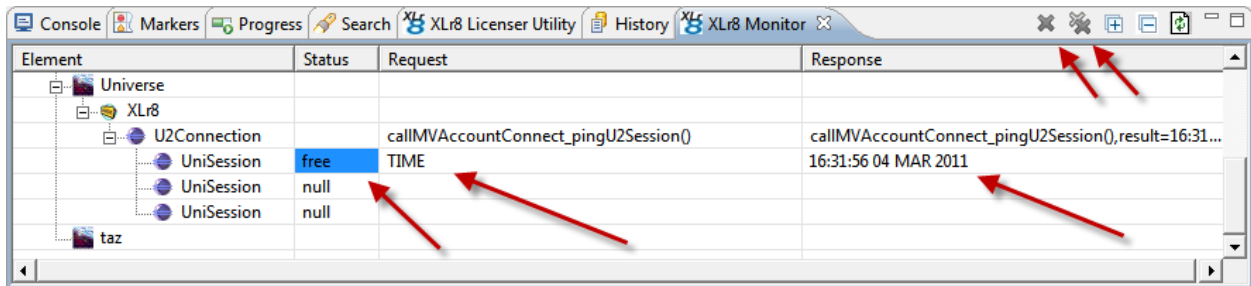 Console Markers Progress Search XLr8 Licenser Utility History XLr8 Monitor
Element Status Request Response
Universe
XLr8
U2Connection callMVAccountConnect_pingU2Session() callMVAccountConnect_pingU2Session(),result=16:31...
UniSession free TIME 16:31:56 04 MAR 2011
UniSession null
UniSession null
taz